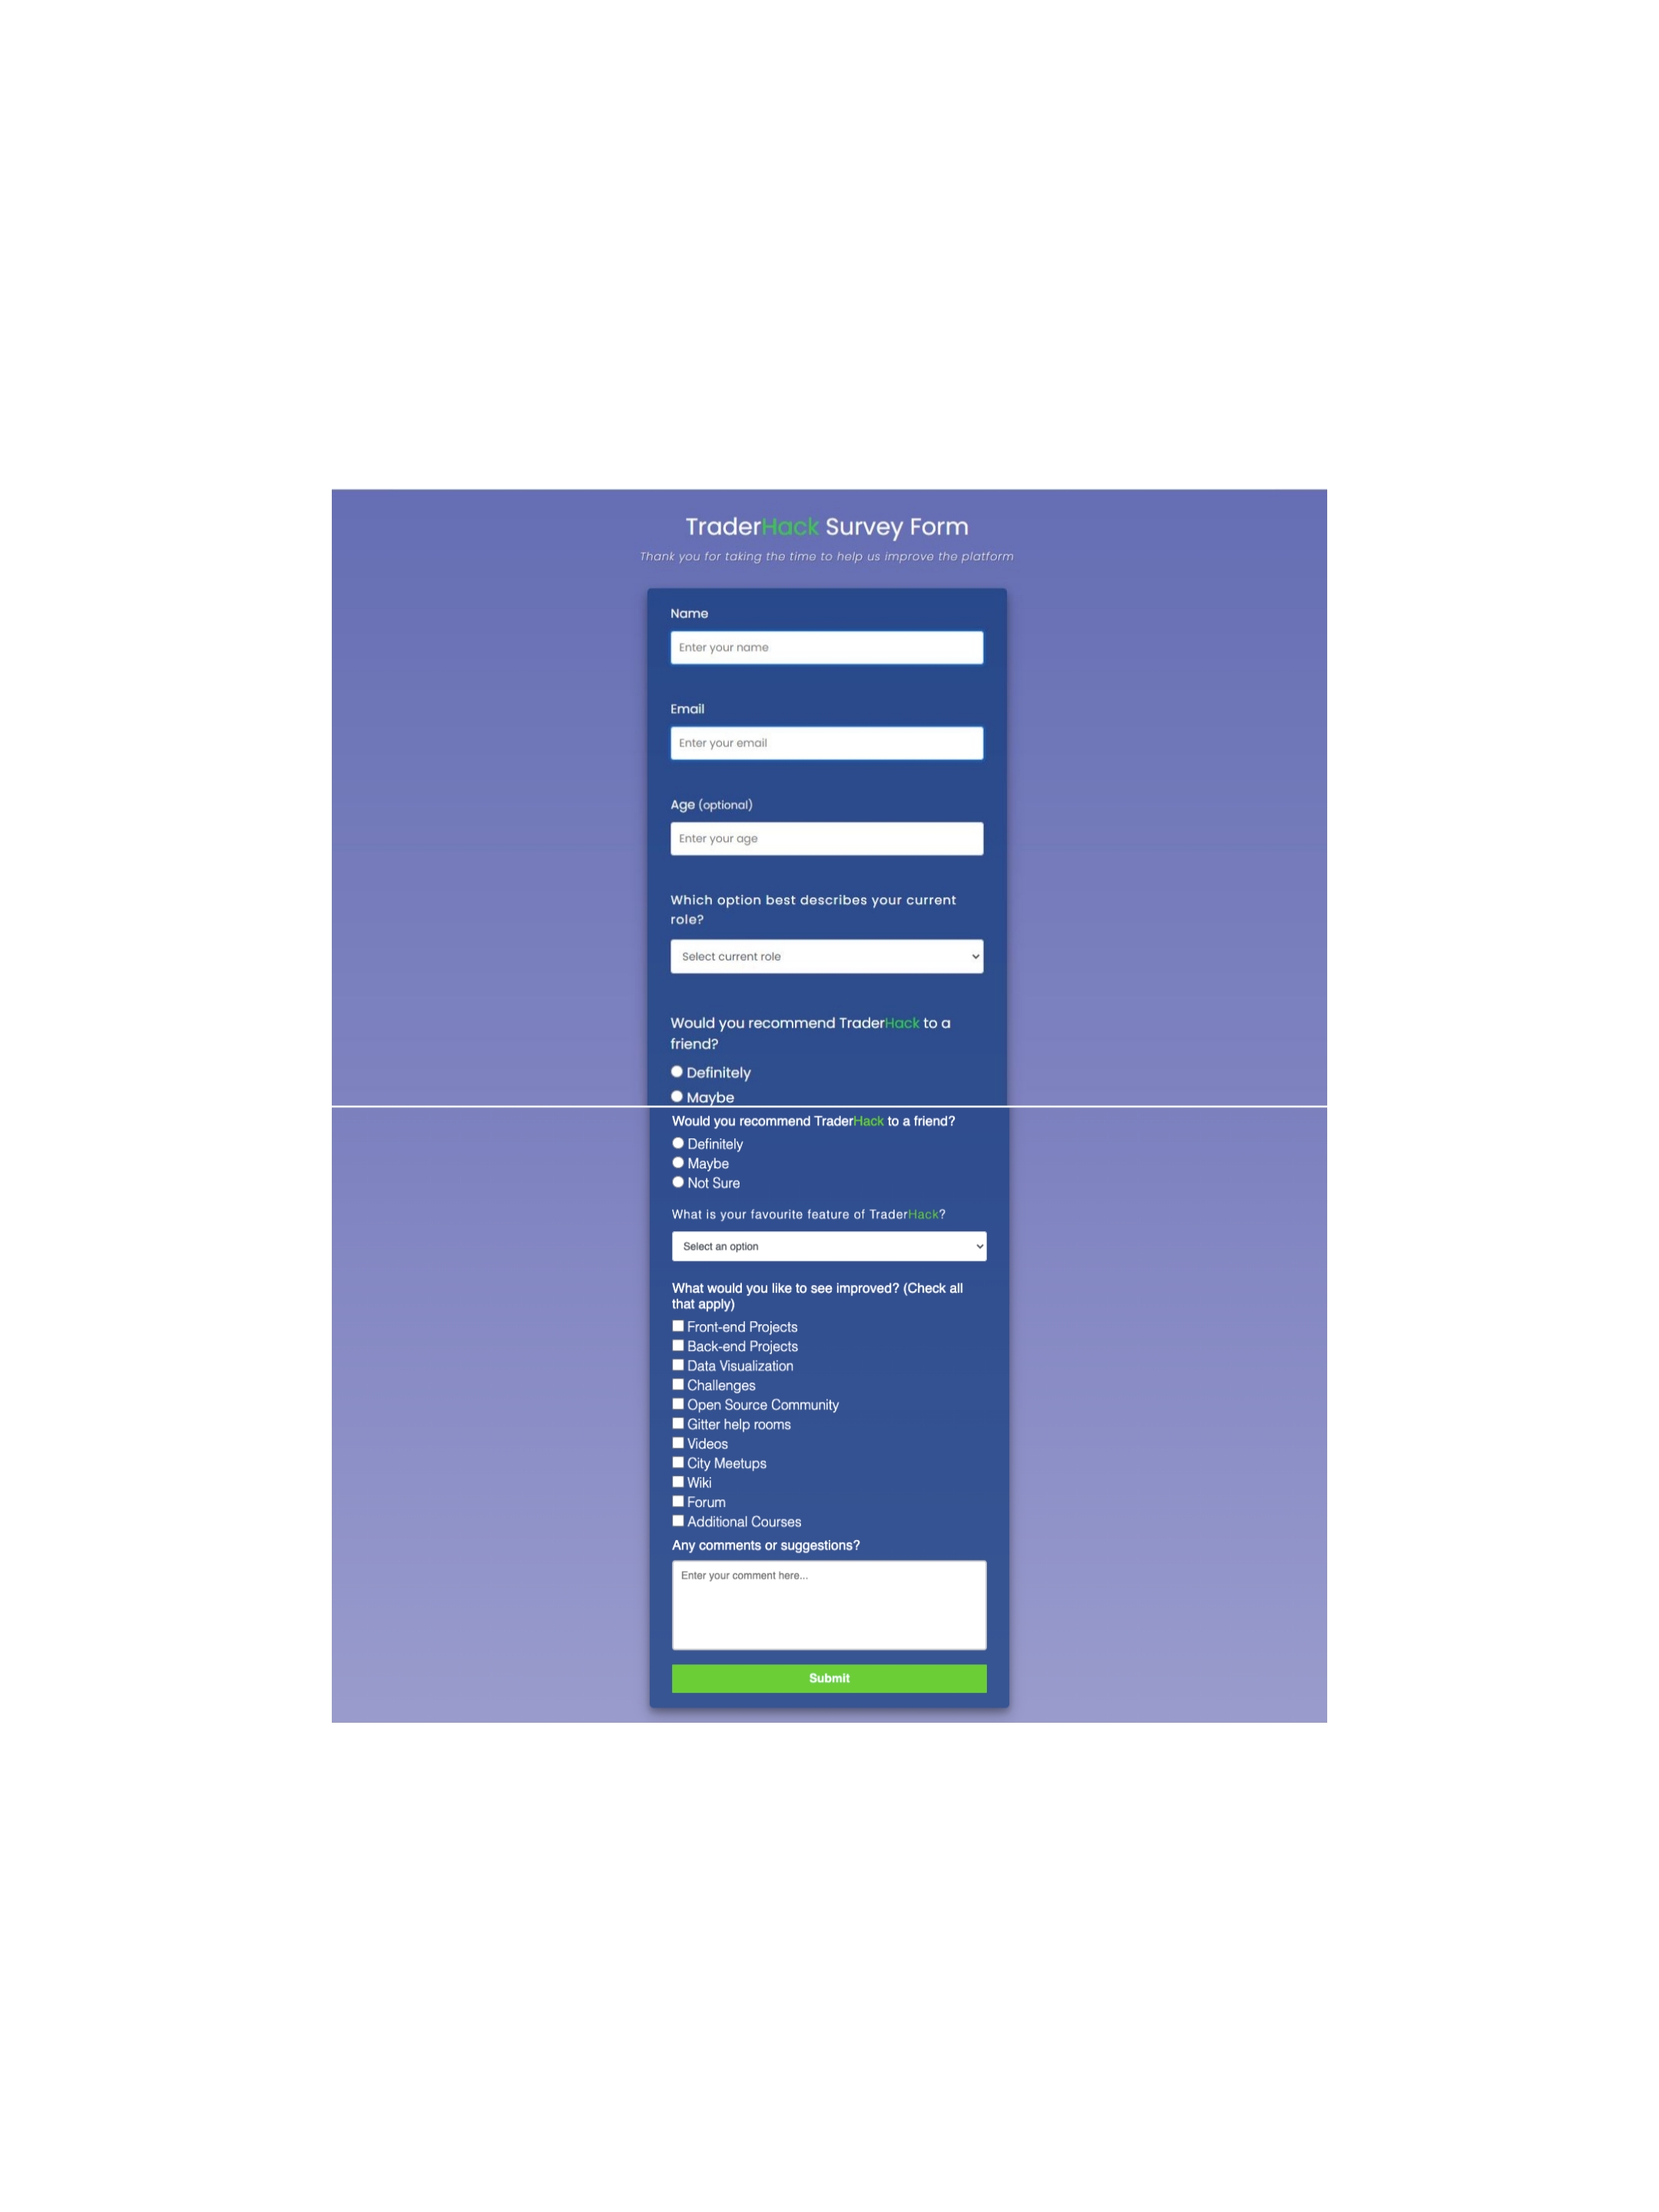 TraderHack Survey Form
Thank you for taking the time to help us improve the platform
Name
Enter your name
Email
Enter your email
Age (optional)
Enter your age
Which option best describes your current
role?
Select current role
Would you recommend TraderHack to a
friend?
Definitely
Maybe
Would you recommend TraderHack to a friend?
Definitely
Maybe
Not Sure
What is your favourite feature of TraderHack?
Select an option
What would you like to see improved? (Check all
that apply)
Front-end Projects
Back-end Projects
Data Visualization
Challenges
Open Source Community
Gitter help rooms
Videos
City Meetups
Wiki
Forum
Additional Courses
Any comments or suggestions?
Enter your comment here...
Submit